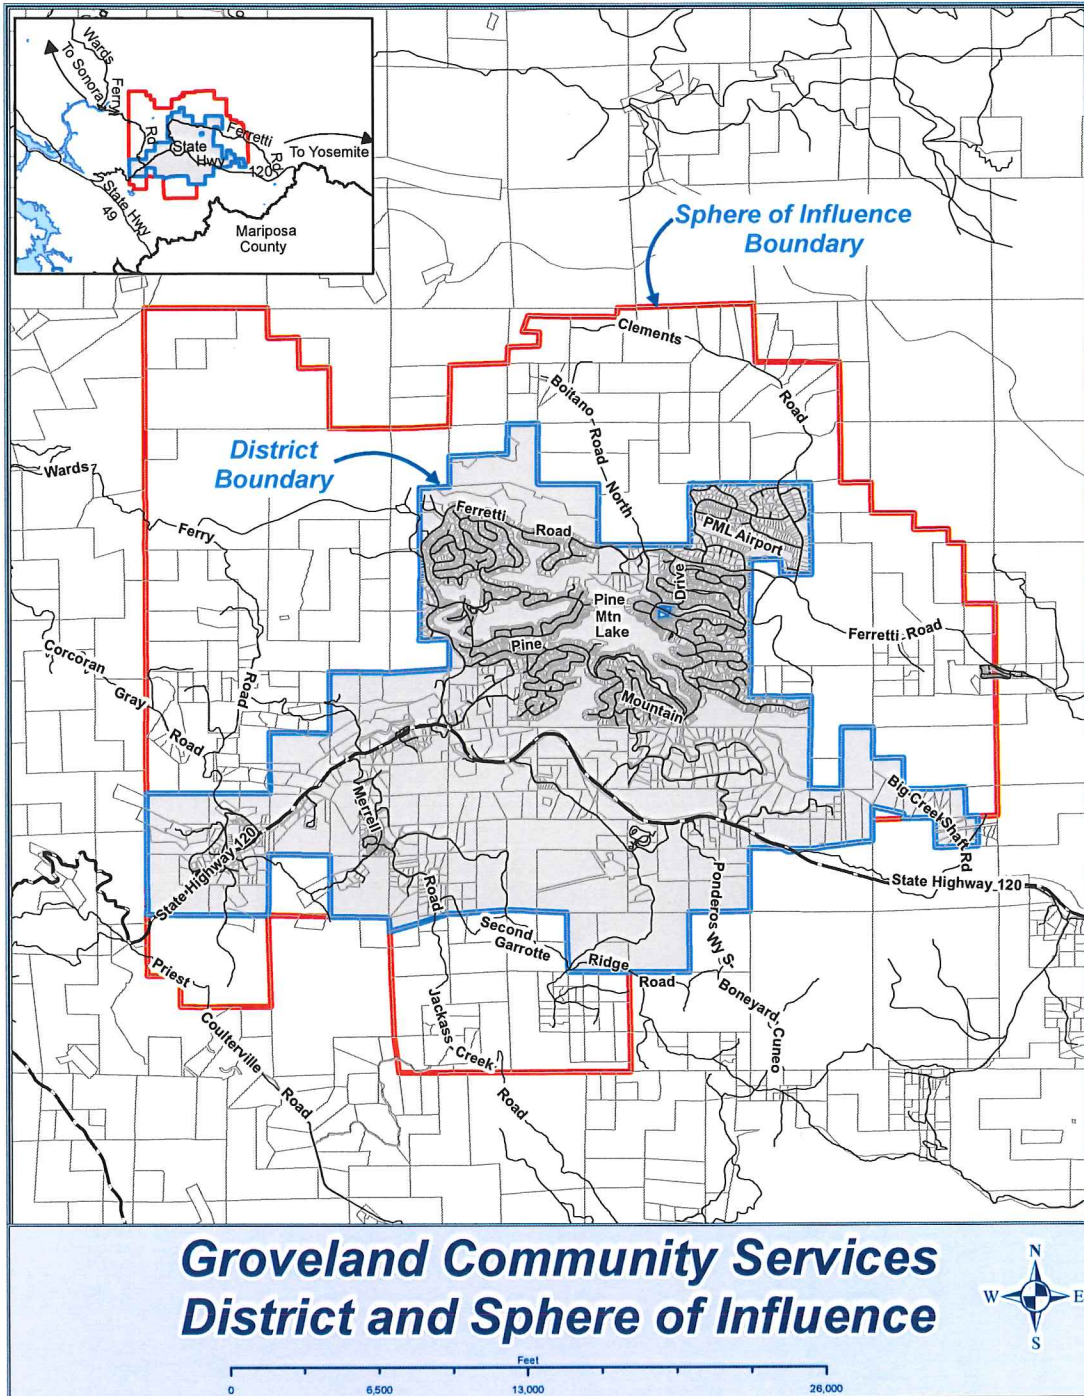 Wards
Ferry
Rd
To Sonora
State
Hwy
Ferretti
Rd
120
To Yosemite
State Hwy
49
Mariposa
County
Sphere of Influence
Boundary
Clements
Road
Boitano
Road
North
District
Boundary
Wards
Ferry
Road
Ferretti
Road
PML Airport
Drive
Pine
Mtn
Lake
Pine
Mountain
Ferretti Road
Corcoran
Gray
Road
Merrell
Road
Big Creek Shaft
Rd
State Highway 120
State Highway 120
Ponderos Wy S
Second
Garrotte
Ridge
Road
Boneyard
Cuneo
Priest
Coulterville
Road
Jackass
Creek
Road
Groveland Community Services
District and Sphere of Influence
N
W
E
S
Feet
0
6,500
13,000
26,000